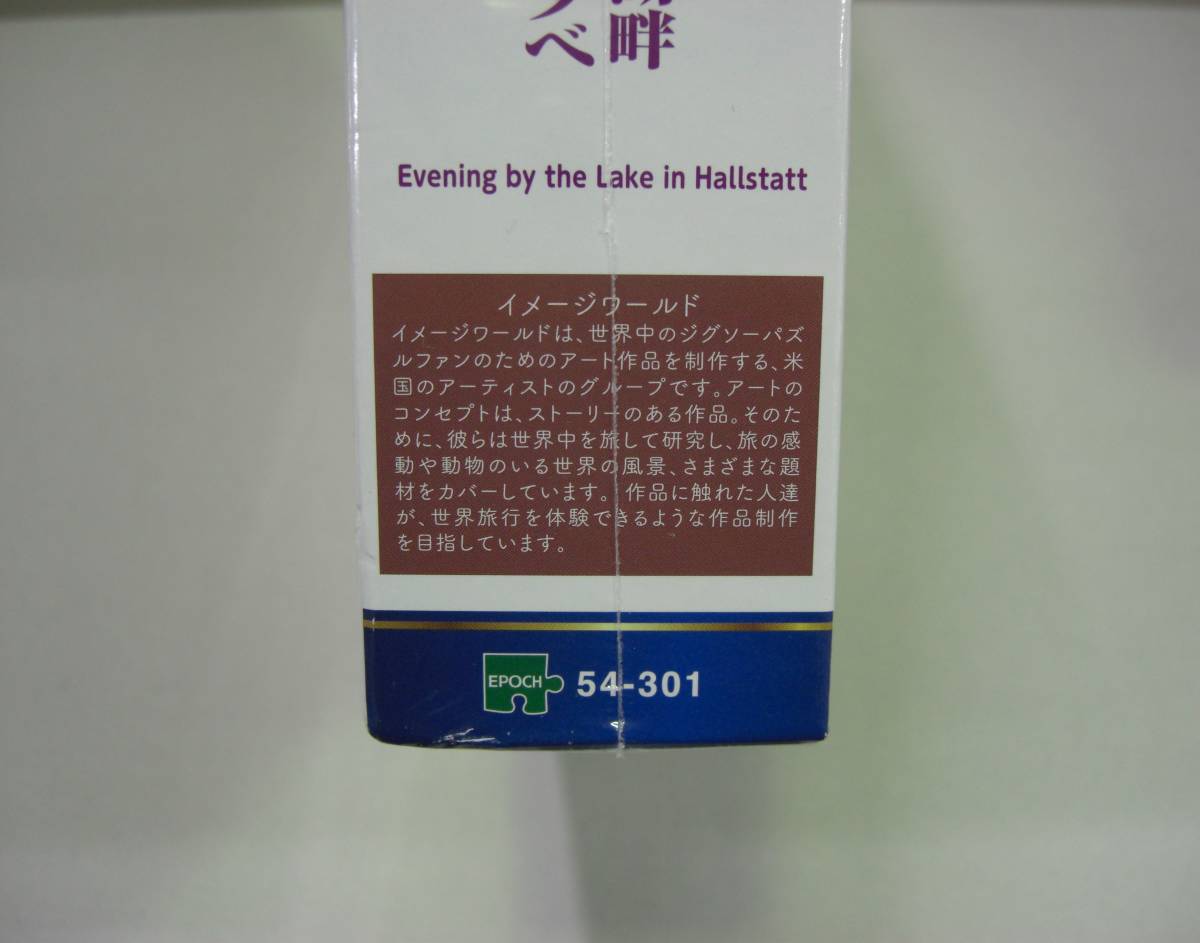 湖畔
べ
Evening by the Lake in Hallstatt
イメージワールド
イメージワールドは、世界中のジグソーパズ
ルファンのためのアート作品を制作する、米
国のアーティストのグループです。アートの
コンセプトは、ストーリーのある作品。そのた
めに、彼らは世界中を旅して研究し、旅の感
動や動物のいる世界の風景、さまざまな題
材をカバーしています。作品に触れた人達
が、世界旅行を体験できるような作品制作
を目指しています。
EPOCH 54-301